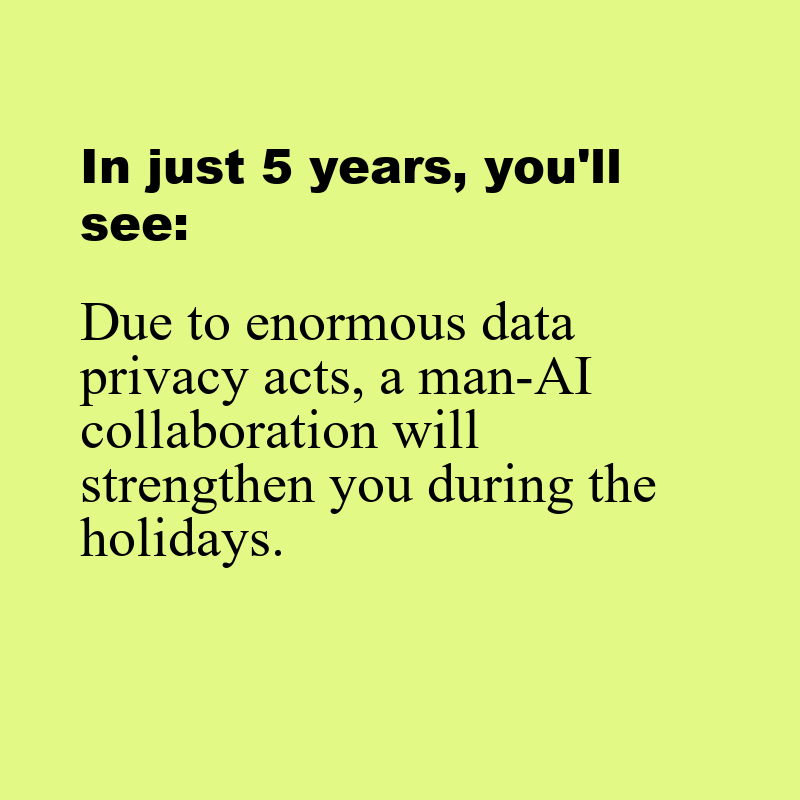 In just 5 years, you'll
see:
Due to enormous data
privacy acts, a man-AI
collaboration will
strengthen you during the
holidays.